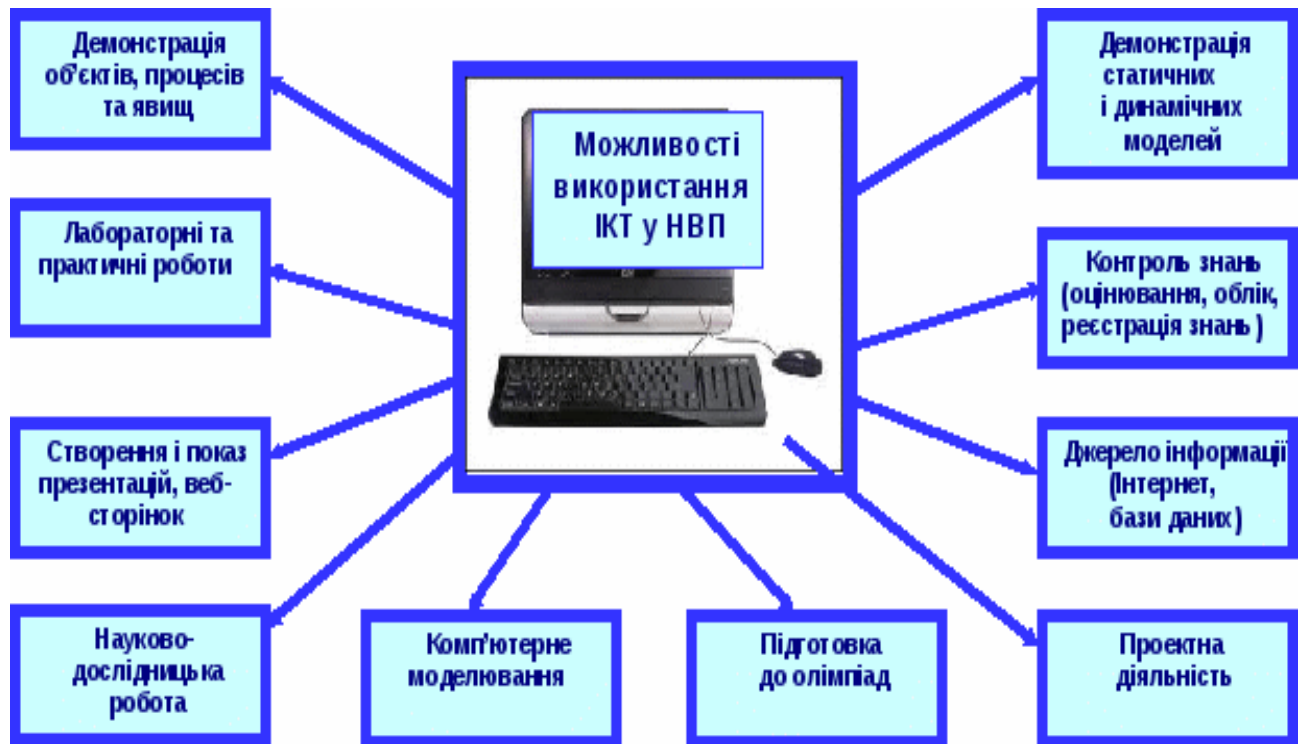 Можливості
використання
ІКТ у НВП
Демонстрація
об’єктів, процесів
та явищ
Лабораторні та
практичні роботи
Створення і показ
презентацій, веб-
сторінок
Науково-
дослідницька
робота
Комп’ютерне
моделювання
Підготовка
до олімпіад
Проектна
діяльність
Джерело інформації
(Інтернет,
бази даних)
Контроль знань
(оцінювання, облік,
реєстрація знань)
Демонстрація
статичних
і динамічних
моделей